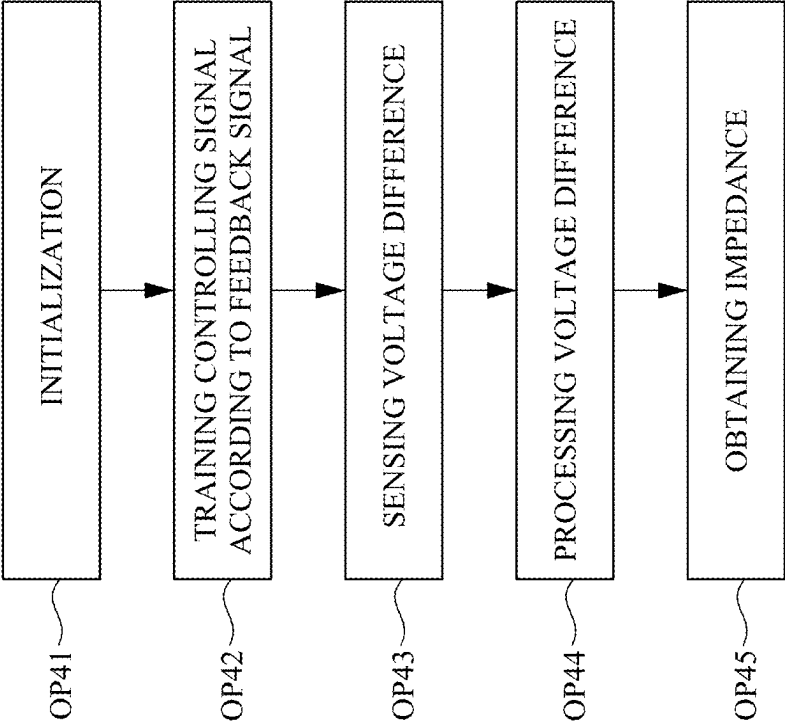 OP41
INITIALIZATION
OP42
TRAINING CONTROLLING SIGNAL
ACCORDING TO FEEDBACK SIGNAL
OP43
SENSING VOLTAGE DIFFERENCE
OP44
PROCESSING VOLTAGE DIFFERENCE
OP45
OBTAINING IMPEDANCE